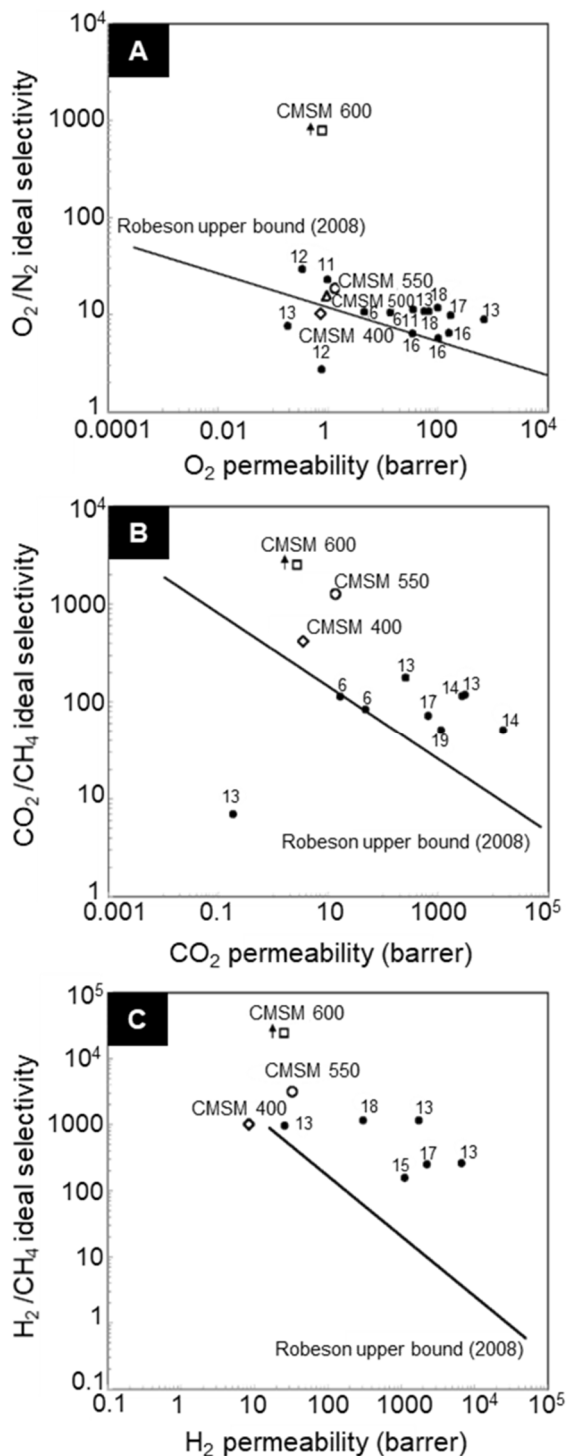 A
10⁴
1000
100
10
1
O₂/N₂ ideal selectivity
CMSM 600
Robeson upper bound (2008)
12
11
CMSM 550
CMSM 500
13
18
17
13
13
6
6
11
18
16
CMSM 400
16
16
12
0.0001
0.01
1
100
10⁴
O₂ permeability (barrer)
B
10⁴
1000
100
10
1
CO₂/CH₄ ideal selectivity
CMSM 600
CMSM 550
CMSM 400
13
14
13
6
6
17
14
19
13
Robeson upper bound (2008)
0.001
0.1
10
1000
10⁵
CO₂ permeability (barrer)
C
10⁵
10⁴
1000
100
10
1
0.1
H₂/CH₄ ideal selectivity
CMSM 600
CMSM 550
CMSM 400
13
18
13
15
17
13
Robeson upper bound (2008)
0.1
1
10
100
1000
10⁴
10⁵
H₂ permeability (barrer)